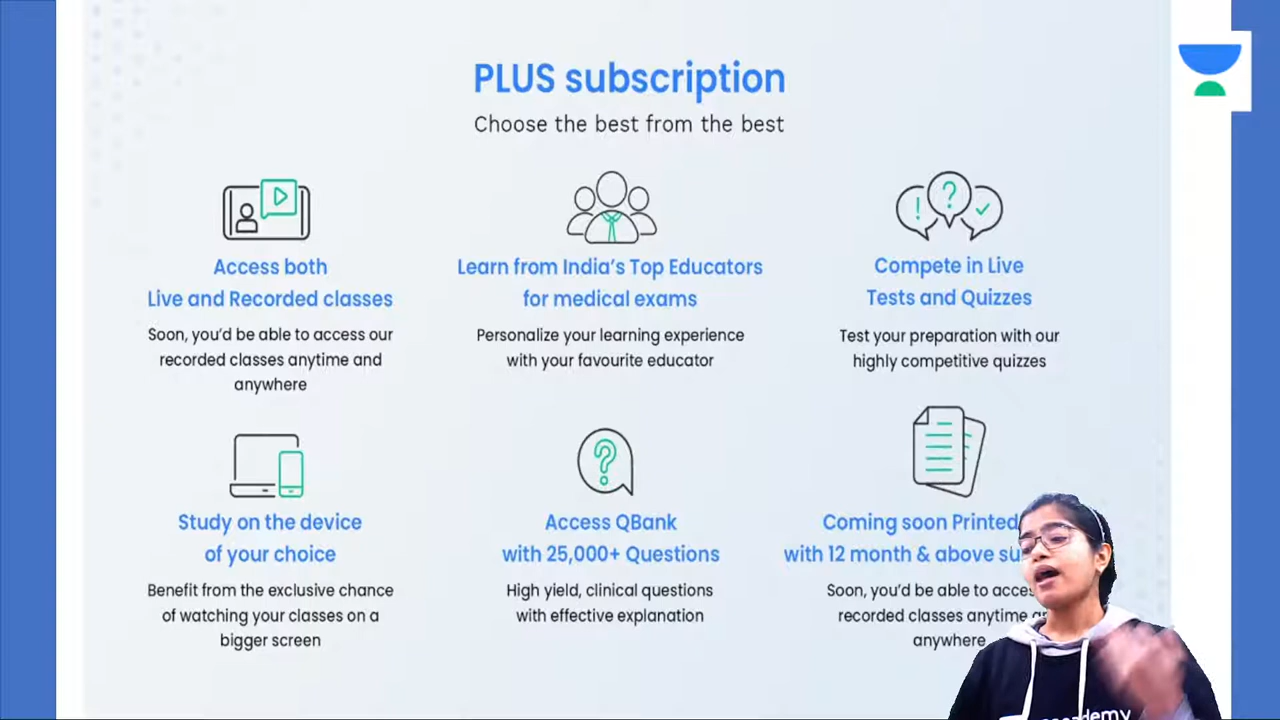 PLUS subscription
Choose the best from the best
Access both
Live and Recorded classes
Soon, you'd be able to access our
recorded classes anytime and
anywhere
Learn from India's Top Educators
for medical exams
Personalize your learning experience
with your favourite educator
Compete in Live
Tests and Quizzes
Test your preparation with our
highly competitive quizzes
Study on the device
of your choice
Benefit from the exclusive chance
of watching your classes on a
bigger screen
Access QBank
with 25,000+ Questions
High yield, clinical questions
with effective explanation
Coming soon Printed
with 12 month & above
Soon, you'd be able to
recorded classes anytime
anywhere